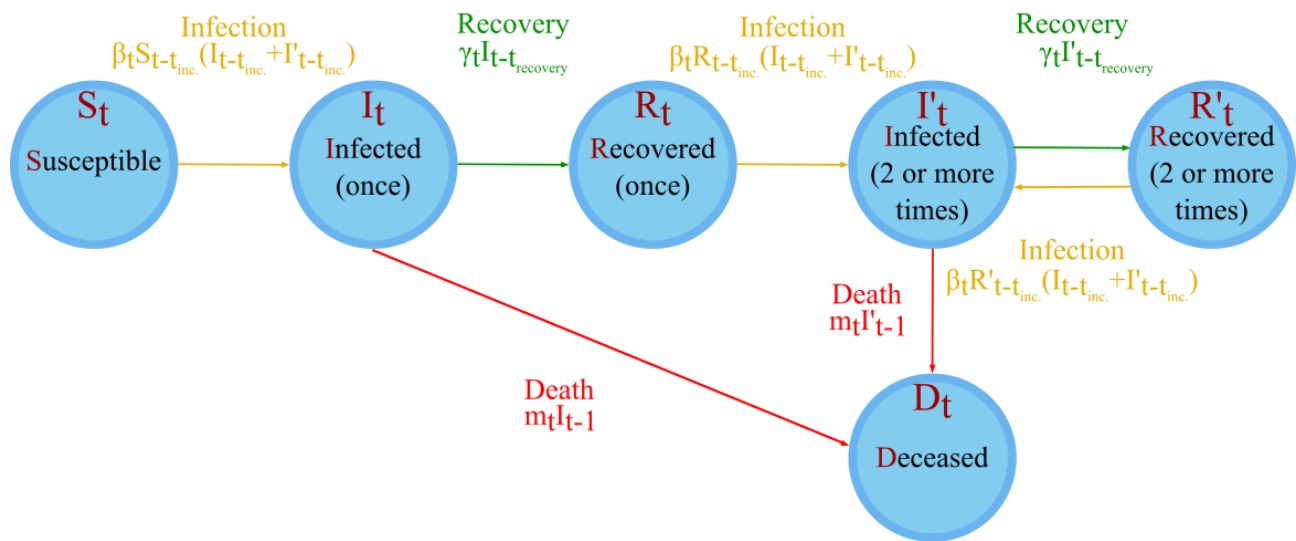 Infection
βtSt-tinc.(It-tinc.+I't-tinc.)
Recovery
γtIt-trecovery
Infection
βtRt-tinc.(It-tinc.+I't-tinc.)
Recovery
γtI't-trecovery
St
Susceptible
It
Infected
(once)
Rt
Recovered
(once)
I't
Infected
(2 or more
times)
R't
Recovered
(2 or more
times)
Infection
βtR't-tinc.(It-tinc.+I't-tinc.)
Death
mtI't-1
Death
mtIt-1
Dt
Deceased